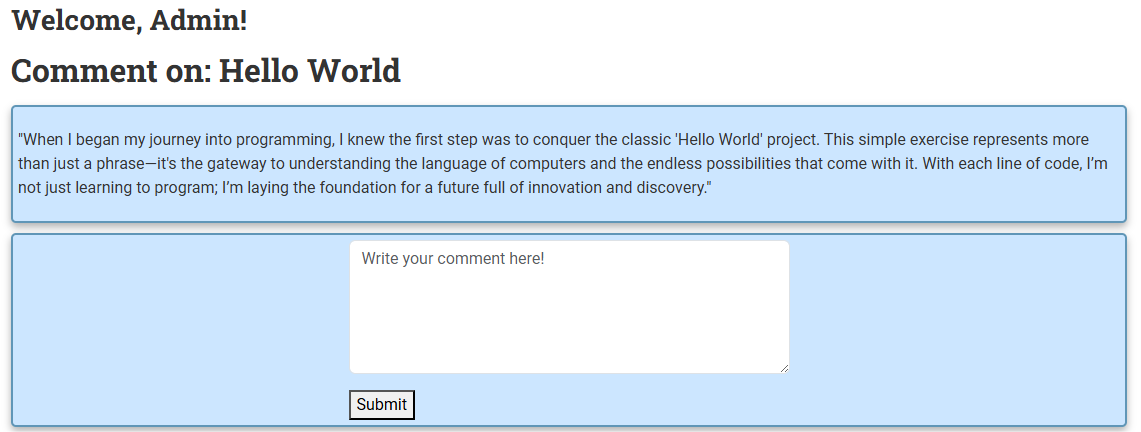 Welcome, Admin!
Comment on: Hello World
"When I began my journey into programming, I knew the first step was to conquer the classic 'Hello World' project. This simple exercise represents more
than just a phrase—it's the gateway to understanding the language of computers and the endless possibilities that come with it. With each line of code, I’m
not just learning to program; I’m laying the foundation for a future full of innovation and discovery."
Write your comment here!
Submit